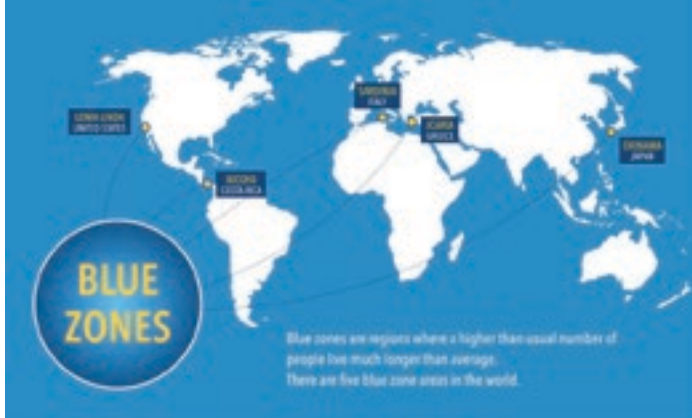 SARDINIA
ITALY
LOMA LINDA
UNITED STATES
ICARIA
GREECE
OKINAWA
JAPAN
NICOYA
COSTA RICA
BLUE
ZONES
Blue zones are regions where a higher than usual number of
people live much longer than average.
There are five blue zone areas in the world.